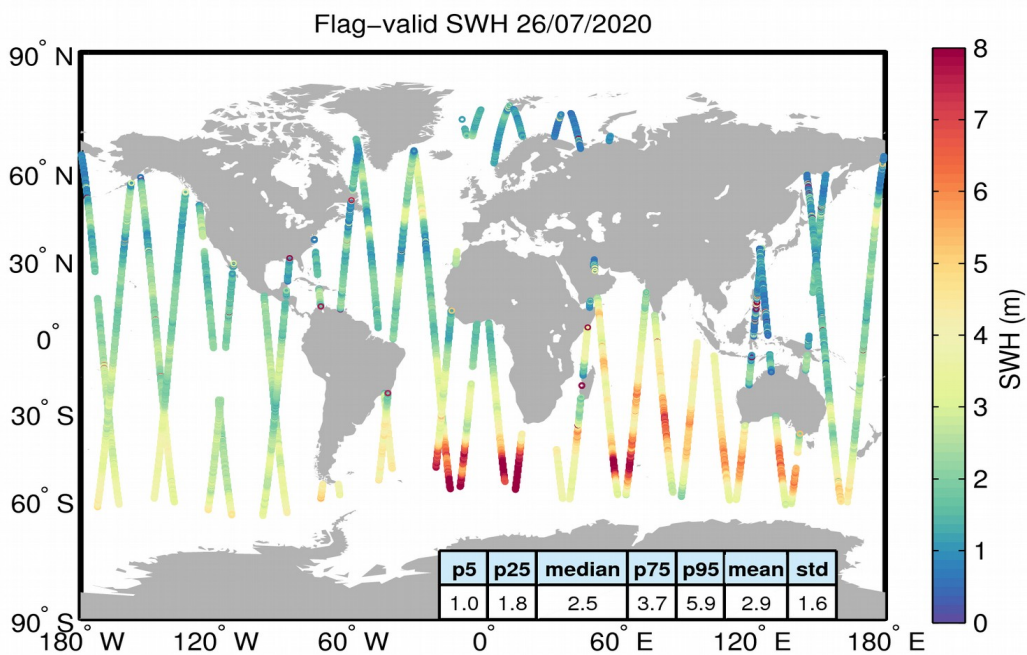 Flag−valid SWH 26/07/2020
90° N
60° N
30° N
0°
30° S
60° S
90° S
180° W
120° W
60° W
0°
60° E
120° E
180° E
p5 p25 median p75 p95 mean std
1.0 1.8 2.5 3.7 5.9 2.9 1.6
8
7
6
5
4
3
2
1
0
SWH (m)